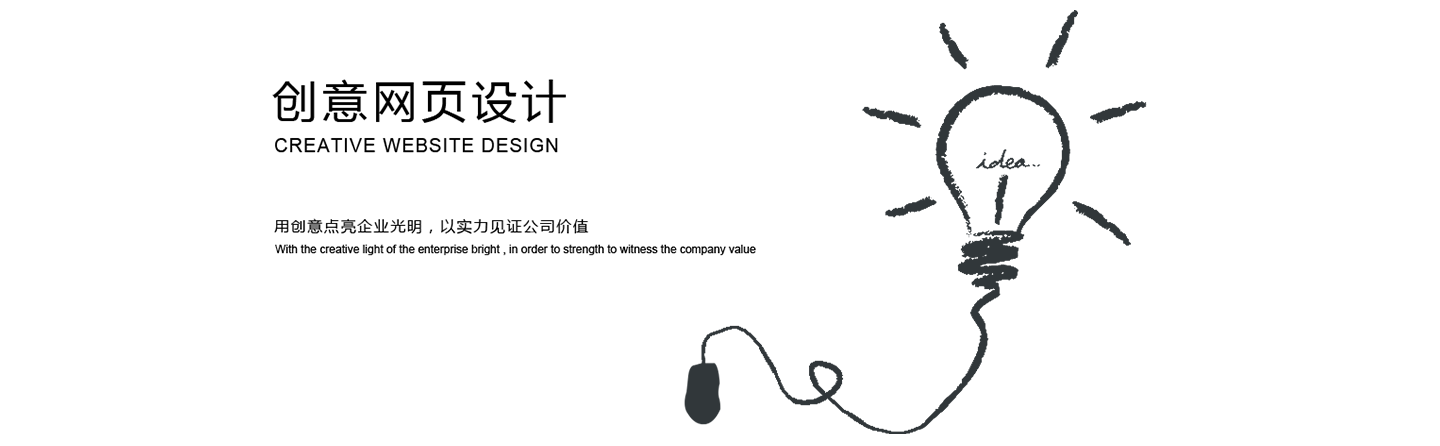 创意网页设计
CREATIVE WEBSITE DESIGN
用创意点亮企业光明，以实力见证公司价值
With the creative light of the enterprise bright , in order to strength to witness the company value
idea...